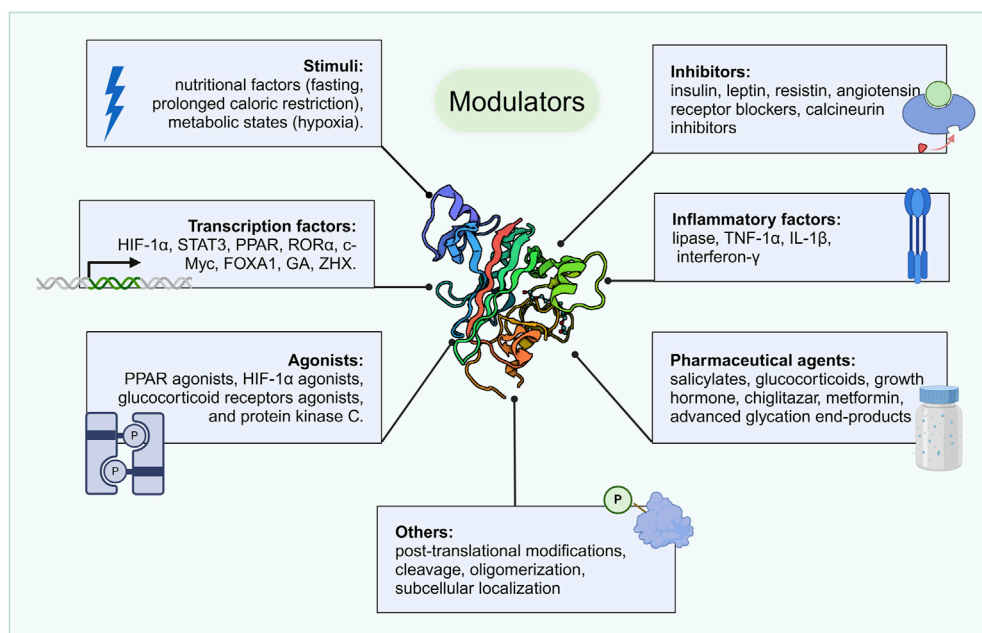 Modulators
Stimuli:
nutritional factors (fasting,
prolonged caloric restriction),
metabolic states (hypoxia).
Transcription factors:
HIF-1α, STAT3, PPAR, RORα, c-
Myc, FOXA1, GA, ZHX.
Agonists:
PPAR agonists, HIF-1α agonists,
glucocorticoid receptors agonists,
and protein kinase C.
P
P
Inhibitors:
insulin, leptin, resistin, angiotensin
receptor blockers, calcineurin
inhibitors
Inflammatory factors:
lipase, TNF-1α, IL-1β,
interferon-γ
Pharmaceutical agents:
salicylates, glucocorticoids, growth
hormone, chiglitazar, metformin,
advanced glycation end-products
P
Others:
post-translational modifications,
cleavage, oligomerization,
subcellular localization